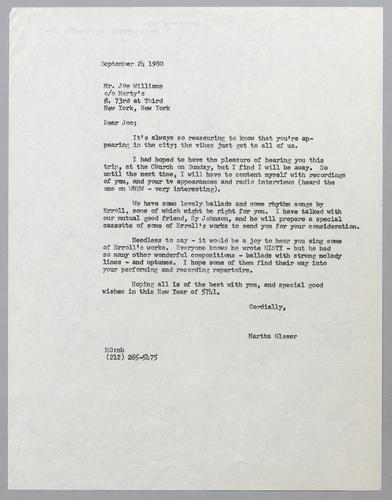 September 24 1980
Mr. Joe Williams
c/o Marty's
73rd at Third
New York, New York
Dear Joe;
It's always so reassuring to know that you're ap-
pearing in the city; the vibes just get to all of us.
I had hoped to have the pleasure of hearing you this
trip, at the Church on Sunday, but I find I will be away. So
until the next time, I will have to content myself with recordings
of you, and your tv appearances and radio interviews (heard the
one on WNEW - very interesting).
We have some lovely ballads and some rhythm songs by
Erroll, some of which might be right for you. I have talked with
our mutual good friend, Sy Johnson, and he will prepare a special
cassette of some of Erroll's works to send you for your consideration.
Needless to say - it would be a joy to hear you sing some
of Erroll's works. Everyone knows he wrote MISTY - but he had
so many other wonderful compositions - ballads with strong melody
lines - and uptunes. I hope some of them find their way into
your performing and recording repertoire.
Hoping all is of the best with you, and special good
wishes in this New Year of 5741.
Cordially,
Martha Glaser
MG:nb
(212) 265-5475